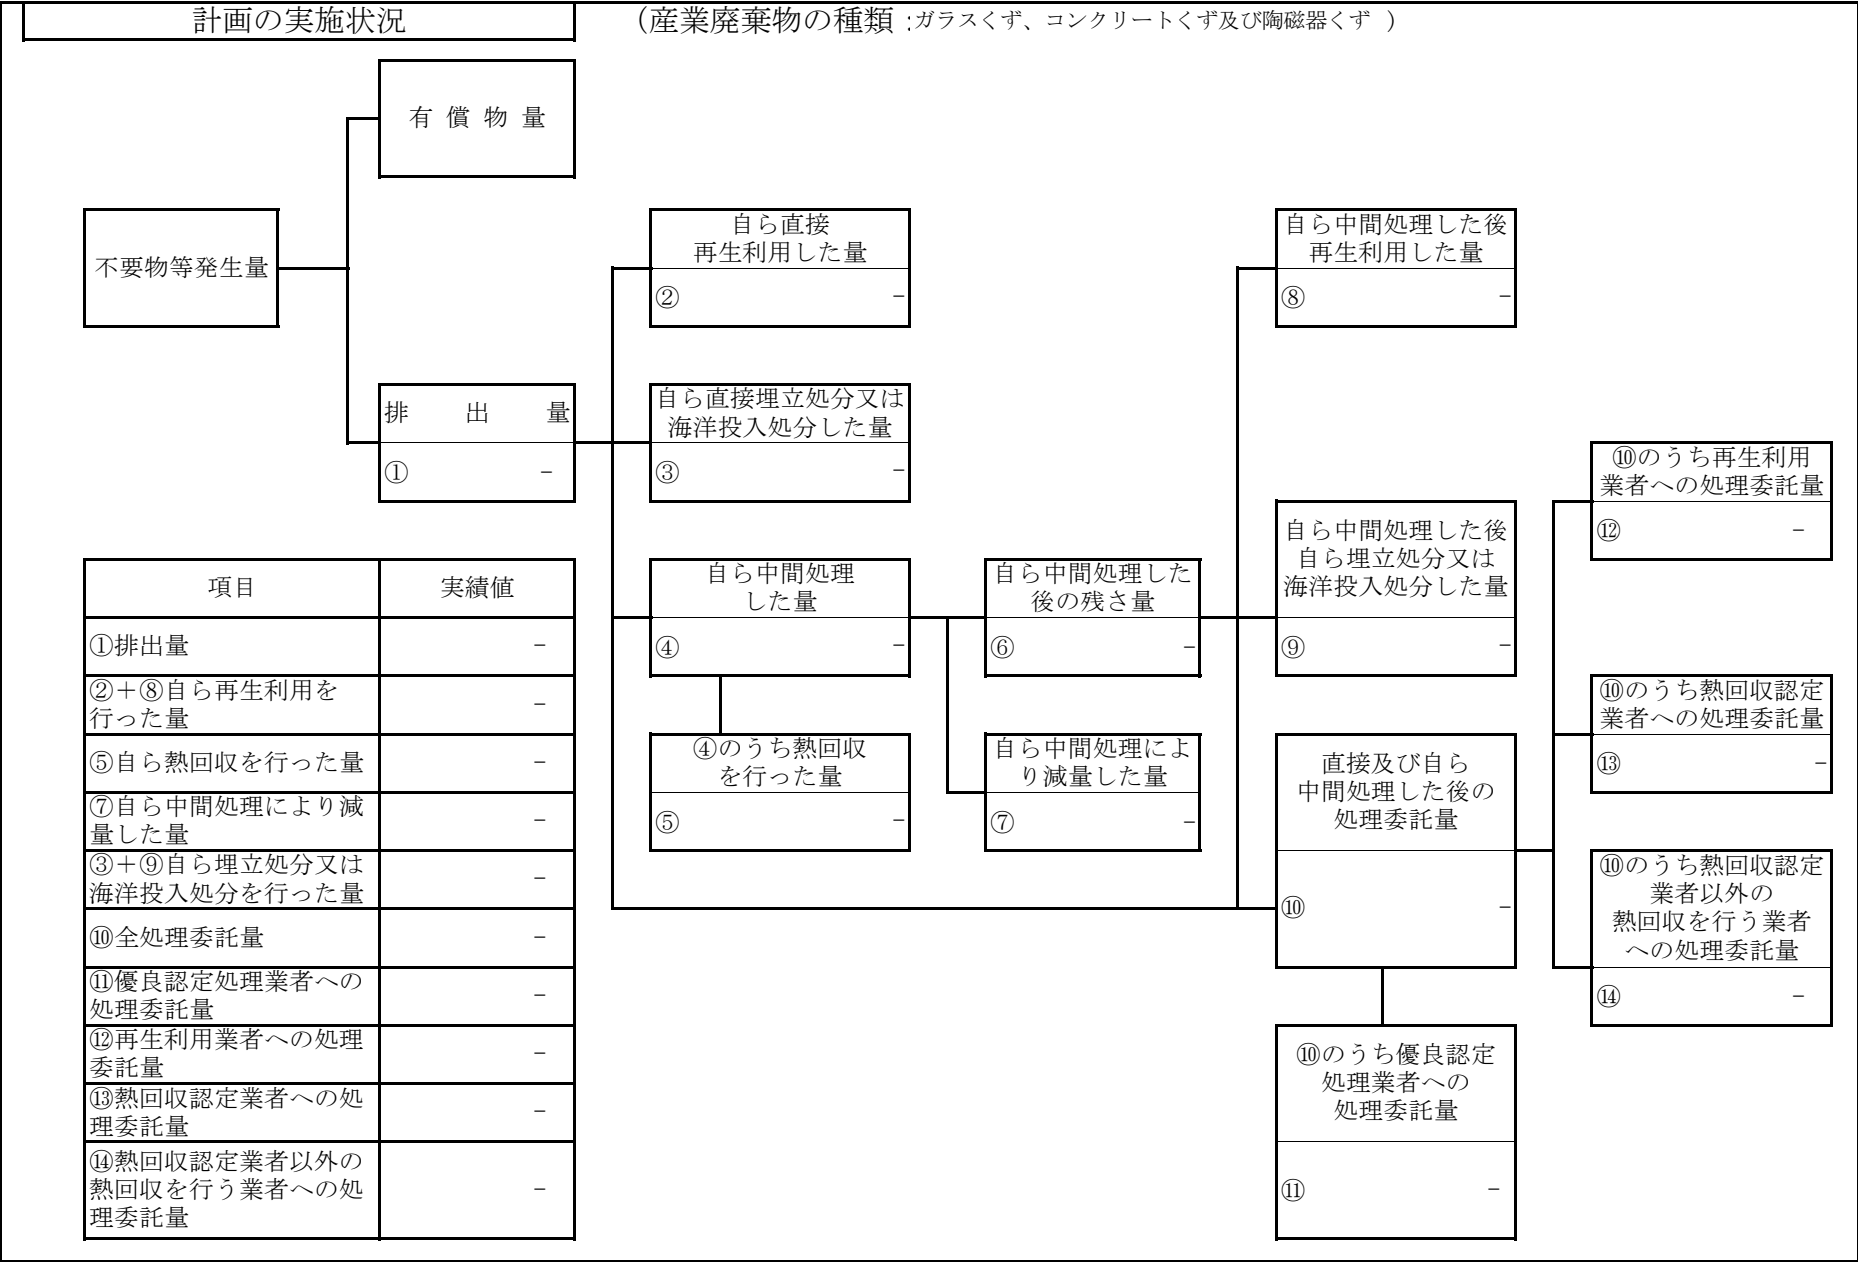 計画の実施状況
（産業廃棄物の種類：ガラスくず、コンクリートくず及び陶磁器くず ）
有 償 物 量
不要物等発生量
自ら直接
再生利用した量
② －
自ら中間処理した後
再生利用した量
⑧ －
排 出 量
① －
自ら直接埋立処分又は
海洋投入処分した量
③ －
⑩のうち再生利用
業者への処理委託量
⑫ －
自ら中間処理した後
自ら埋立処分又は
海洋投入処分した量
⑨ －
自ら中間処理
した量
④ －
自ら中間処理した
後の残さ量
⑥ －
④のうち熱回収
を行った量
⑤ －
自ら中間処理によ
り減量した量
⑦ －
直接及び自ら
中間処理した後の
処理委託量
⑩ －
⑩のうち熱回収認定
業者への処理委託量
⑬ －
⑩のうち熱回収認定
業者以外の
熱回収を行う業者
への処理委託量
⑭ －
⑩のうち優良認定
処理業者への
処理委託量
⑪ －
項目 実績値
①排出量 －
②＋⑧自ら再生利用を
行った量 －
⑤自ら熱回収を行った量 －
⑦自ら中間処理により減
量した量 －
③＋⑨自ら埋立処分又は
海洋投入処分を行った量 －
⑩全処理委託量 －
⑪優良認定処理業者への
処理委託量 －
⑫再生利用業者への処理
委託量 －
⑬熱回収認定業者への処
理委託量 －
⑭熱回収認定業者以外の
熱回収を行う業者への処 －
理委託量